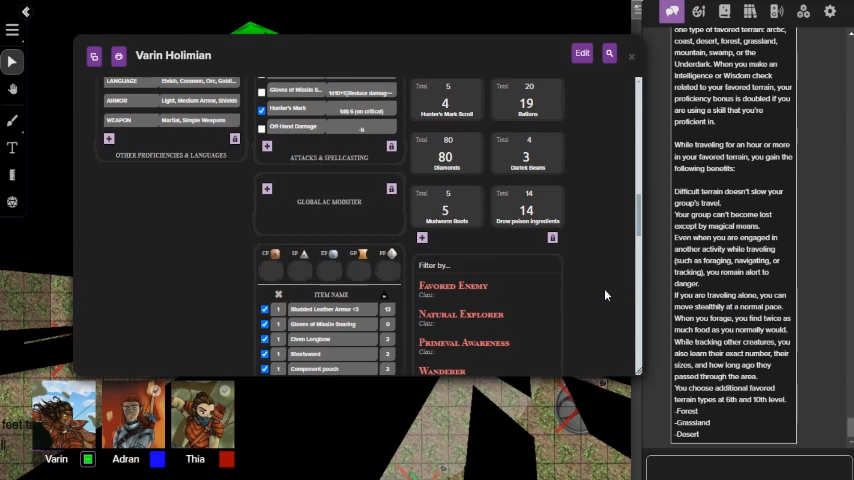 Varin Holimian
Edit
LANGUAGE Elvish, Common, Orc, Gobli...
ARMOR Light, Medium Armor, Shields
WEAPON Martial, Simple Weapons
OTHER PROFICIENCIES & LANGUAGES
Gloves of Missile S...
Hunter's Mark 1d6| 6 (on critical)
Off-Hand Damage -5
ATTACKS & SPELLCASTING
GLOBAL AC MODIFIER
CP SP EP GP PP
ITEM NAME
1 Studded Leather Armor +3 13
1 Gloves of Missile Snaring 0
1 Elven Longbow 2
1 Shortsword 2
1 Component pouch 2
Total 5
4
Hunter's Mark Scroll
Total 20
19
Rations
Total 80
80
Diamonds
Total 4
3
Darlek Beans
Total 5
5
Mudworm Roots
Total 14
14
Drow poison ingredients
Filter by...
FAVORED ENEMY
Class:
NATURAL EXPLORER
Class:
PRIMEVAL AWARENESS
Class:
WANDERER
one type of favored terrain: arctic,
coast, desert, forest, grassland,
mountain, swamp, or the
Underdark. When you make an
Intelligence or Wisdom check
related to your favored terrain, your
proficiency bonus is doubled if you
are using a skill that you're
proficient in.
While traveling for an hour or more
in your favored terrain, you gain the
following benefits:
Difficult terrain doesn't slow your
group's travel.
Your group can't become lost
except by magical means.
Even when you are engaged in
another activity while traveling
(such as foraging, navigating, or
tracking), you remain alert to
danger.
If you are traveling alone, you can
move stealthily at a normal pace.
When you forage, you find twice as
much food as you normally would.
While tracking other creatures, you
also learn their exact number, their
sizes, and how long ago they
passed through the area.
You choose additional favored
terrain types at 6th and 10th level.
-Forest
-Grassland
-Desert
feet
Varin
Adran
Thia